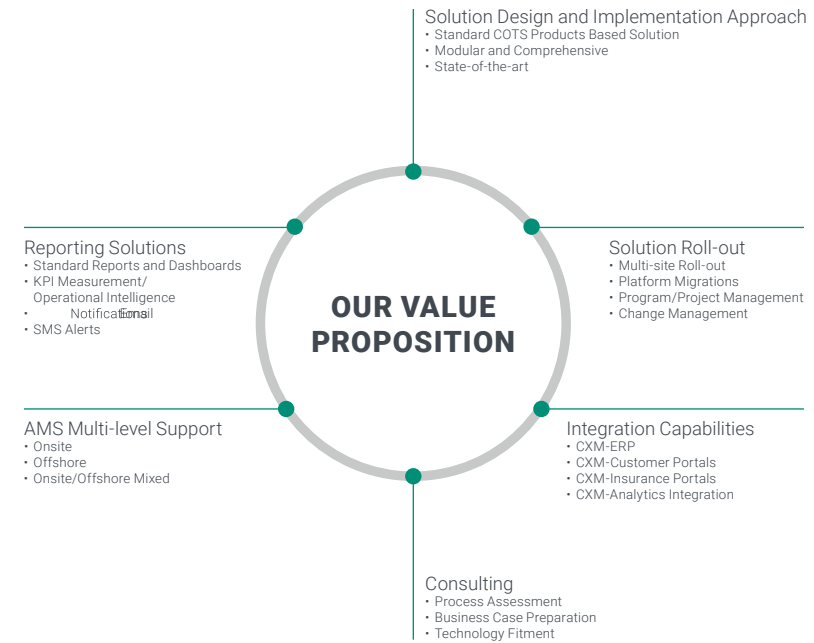 Solution Design and Implementation Approach
• Standard COTS Products Based Solution
• Modular and Comprehensive
• State-of-the-art
Reporting Solutions
• Standard Reports and Dashboards
• KPI Measurement/
Operational Intelligence
• Notifications Email
• SMS Alerts
Solution Roll-out
• Multi-site Roll-out
• Platform Migrations
• Program/Project Management
• Change Management
OUR VALUE
PROPOSITION
AMS Multi-level Support
• Onsite
• Offshore
• Onsite/Offshore Mixed
Integration Capabilities
• CXM-ERP
• CXM-Customer Portals
• CXM-Insurance Portals
• CXM-Analytics Integration
Consulting
• Process Assessment
• Business Case Preparation
• Technology Fitment